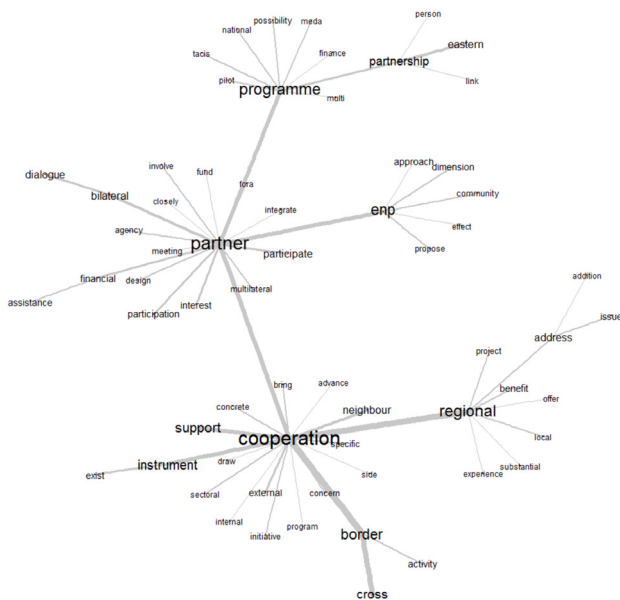 person
possibility
meda
national
eastern
finance
tacis
partnership
pilot
link
programme
multi
approach
involve
dimension
fund
dialogue
fora
bilateral
community
closely
integrate
enp
effect
agency
partner
propose
meeting
participate
financial
design
addition
multilateral
assistance
interest
participation
issue
address
project
bring
advance
benefit
offer
concrete
neighbour
regional
support
cooperation
specific
local
draw
instrument
substantial
exist
side
experience
sectoral
external
concern
internal
program
initiative
border
activity
cross